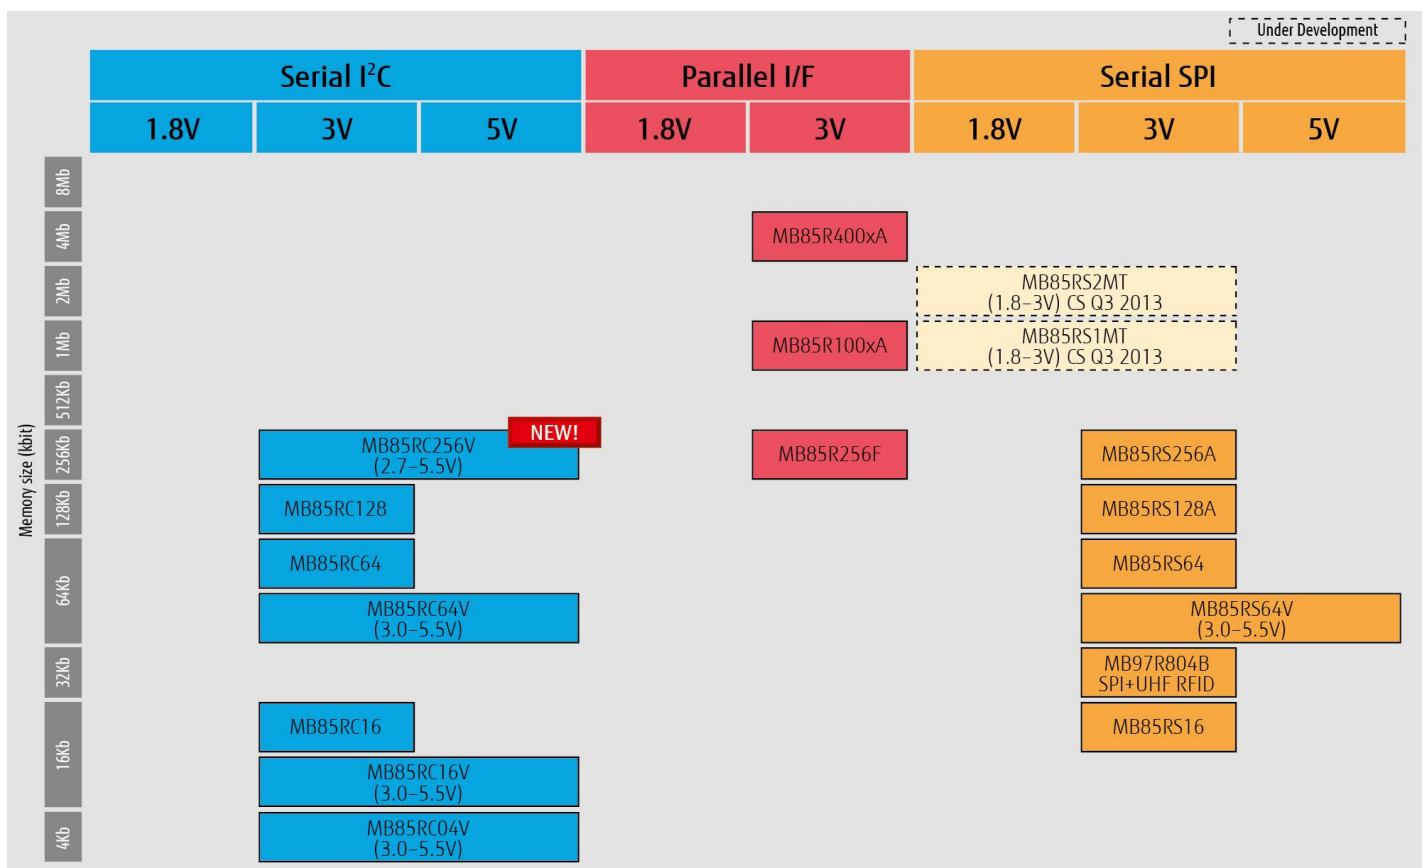 Under Development
Serial I²C
Parallel I/F
Serial SPI
1.8V
3V
5V
1.8V
3V
1.8V
3V
5V
Memory size (kbit)
8Mb
4Mb
MB85R400xA
2Mb
MB85RS2MT
(1.8–3V) CS Q3 2013
1Mb
MB85R100xA
MB85RS1MT
(1.8–3V) CS Q3 2013
512Kb
NEW!
256Kb
MB85RC256V
(2.7–5.5V)
MB85R256F
MB85RS256A
128Kb
MB85RC128
MB85RS128A
64Kb
MB85RC64
MB85RS64
MB85RC64V
(3.0–5.5V)
MB85RS64V
(3.0–5.5V)
32Kb
MB97R804B
SPI+UHF RFID
16Kb
MB85RC16
MB85RS16
MB85RC16V
(3.0–5.5V)
4Kb
MB85RC04V
(3.0–5.5V)